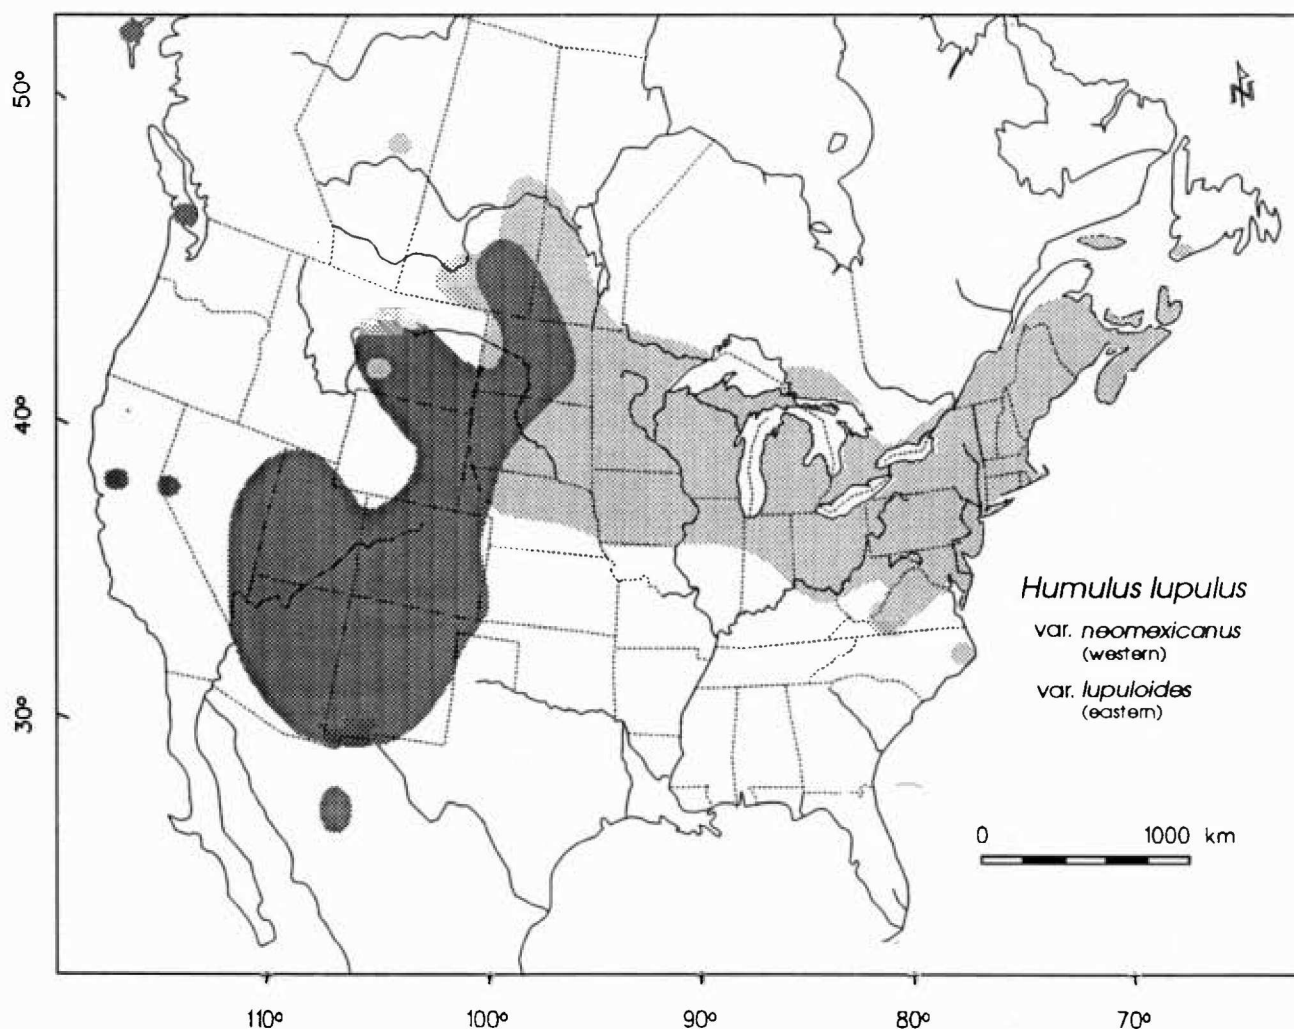 50°
40°
30°
N
Humulus lupulus
var. neomexicanus
(western)
var. lupuloides
(eastern)
0 1000 km
110° 100° 90° 80° 70°